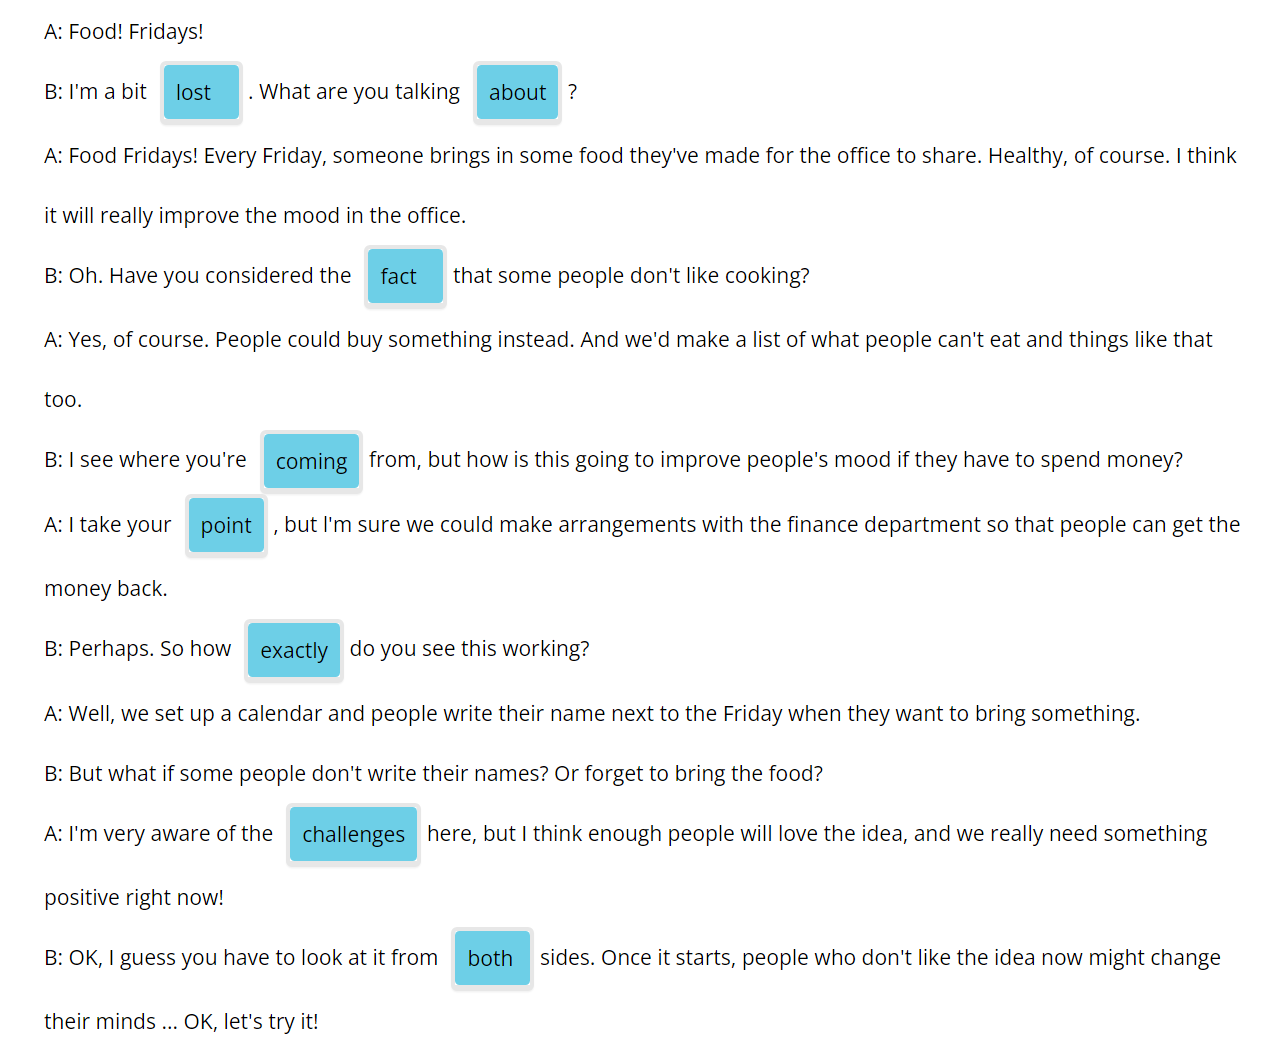 A: Food! Fridays!
B: I'm a bit lost . What are you talking about ?
A: Food Fridays! Every Friday, someone brings in some food they've made for the office to share. Healthy, of course. I think
it will really improve the mood in the office.
B: Oh. Have you considered the fact that some people don't like cooking?
A: Yes, of course. People could buy something instead. And we'd make a list of what people can't eat and things like that
too.
B: I see where you're coming from, but how is this going to improve people's mood if they have to spend money?
A: I take your point , but I'm sure we could make arrangements with the finance department so that people can get the
money back.
B: Perhaps. So how exactly do you see this working?
A: Well, we set up a calendar and people write their name next to the Friday when they want to bring something.
B: But what if some people don't write their names? Or forget to bring the food?
A: I'm very aware of the challenges here, but I think enough people will love the idea, and we really need something
positive right now!
B: OK, I guess you have to look at it from both sides. Once it starts, people who don't like the idea now might change
their minds ... OK, let's try it!